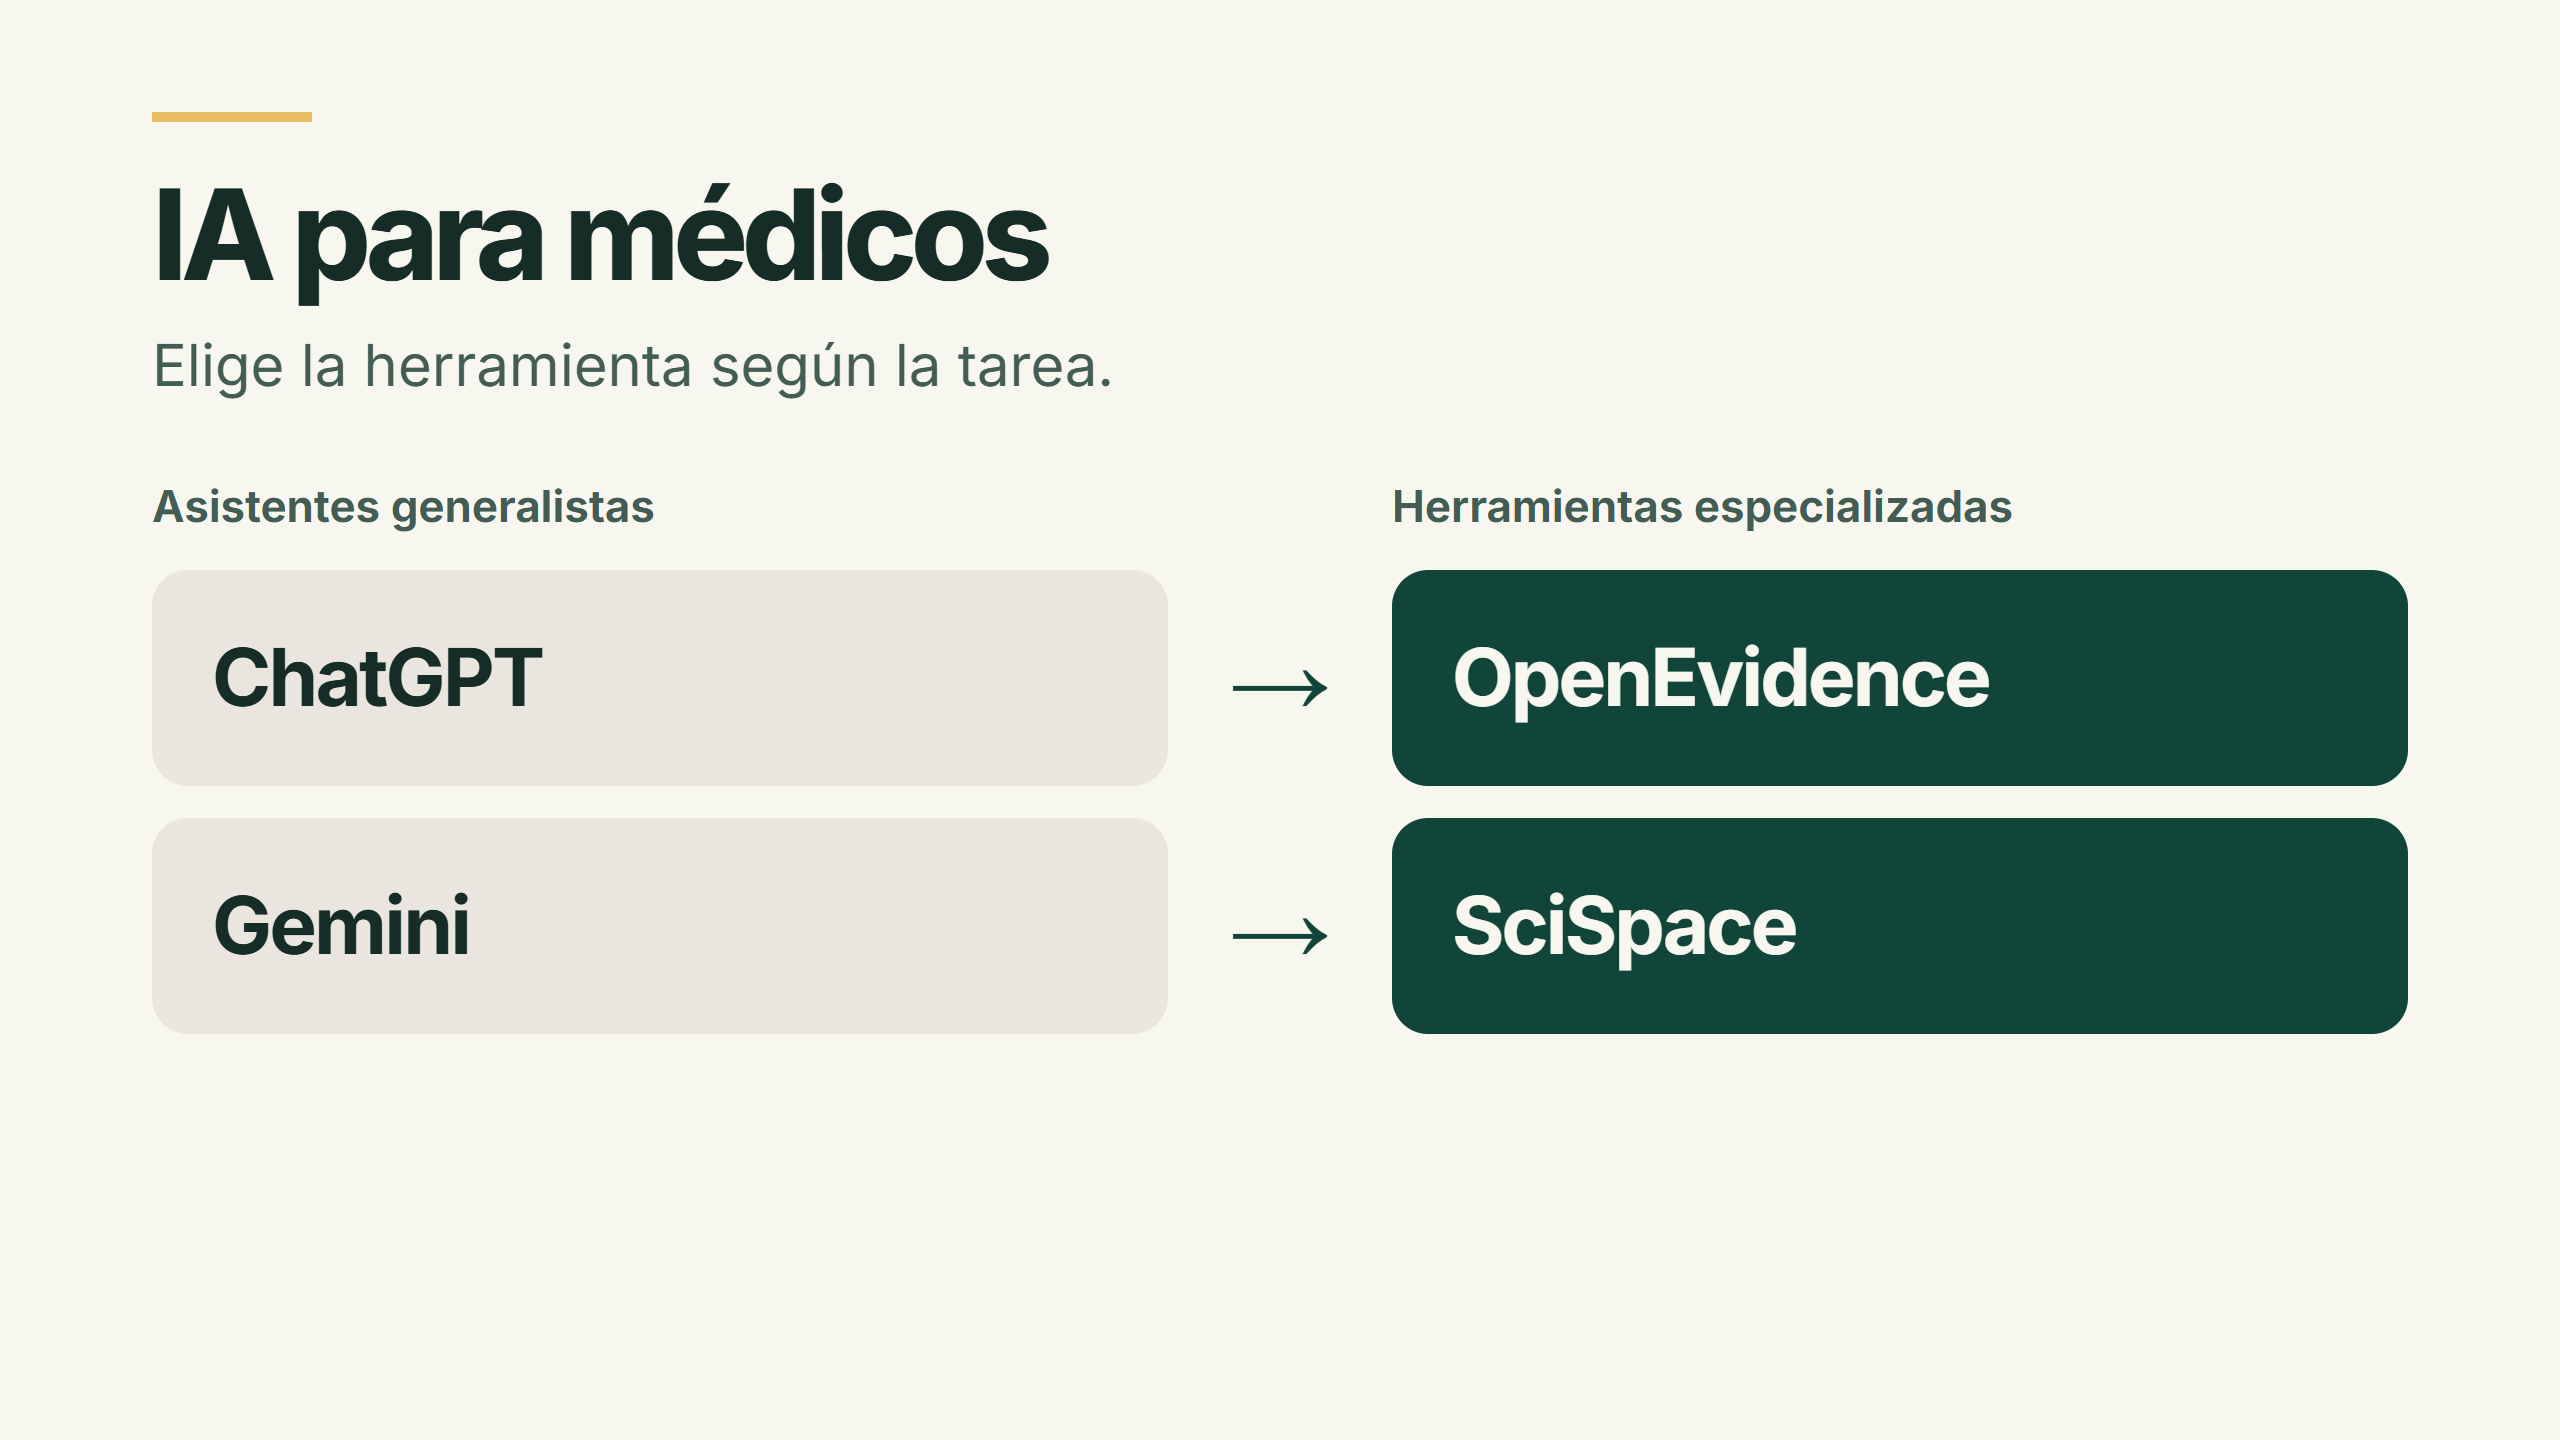 IA para médicos
Elige la herramienta según la tarea.
Asistentes generalistas
Herramientas especializadas
ChatGPT → OpenEvidence
Gemini → SciSpace